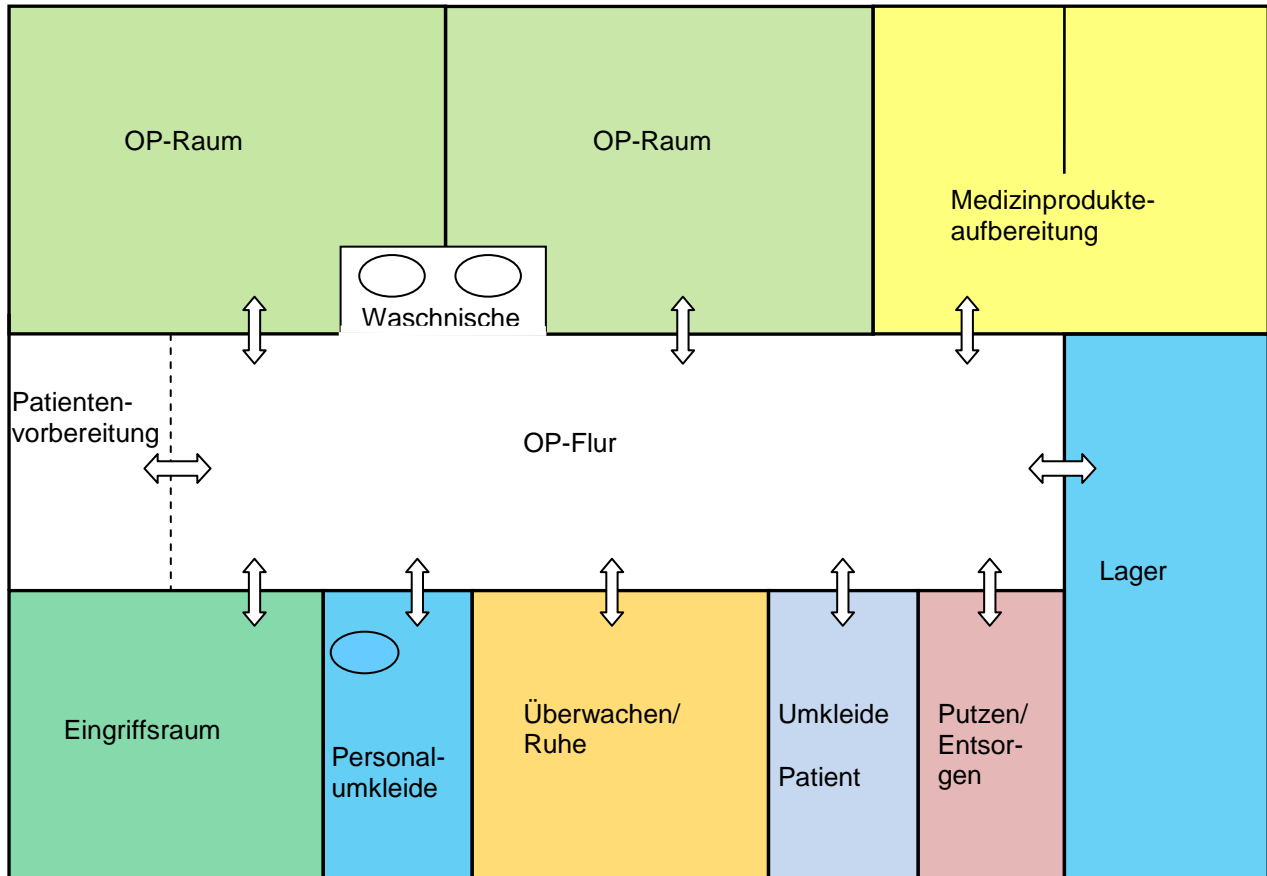 OP-Raum
OP-Raum
Medizinprodukte-
aufbereitung
Waschnische
Patienten-
vorbereitung
OP-Flur
Lager
Eingriffsraum
Personal-
umkleide
Überwachen/
Ruhe
Umkleide
Patient
Putzen/
Entsor-
gen